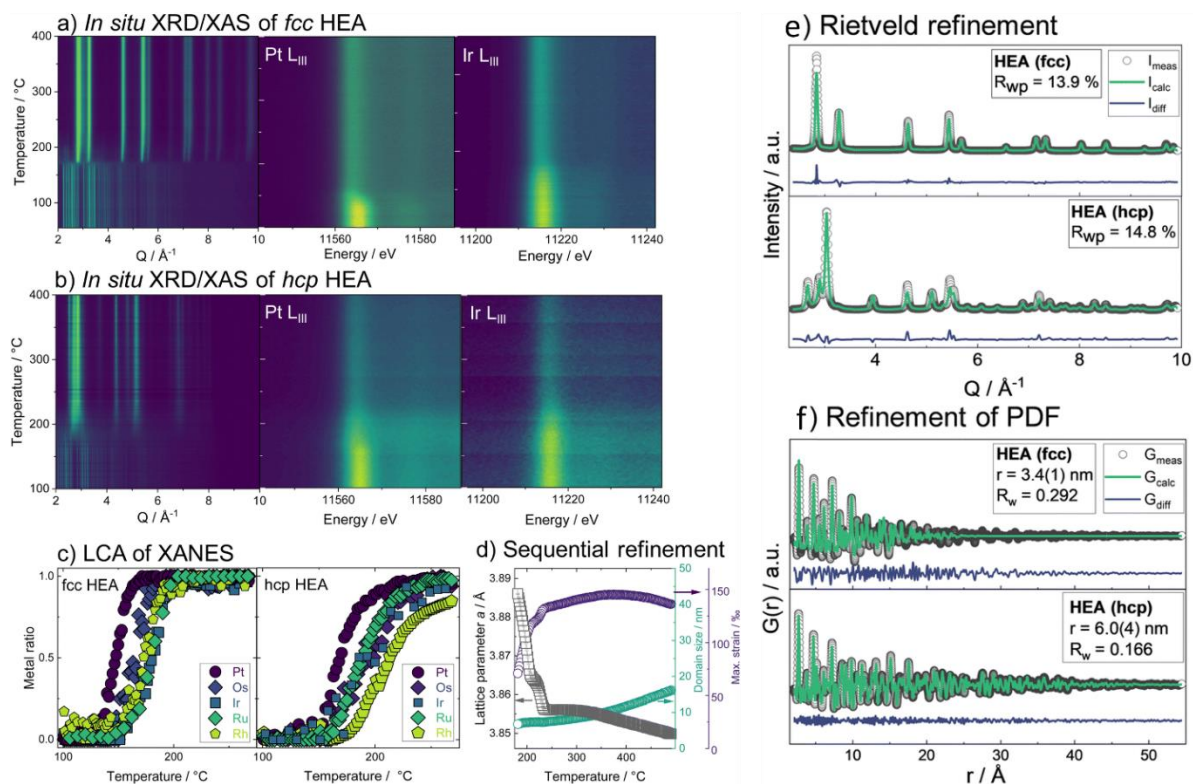 a) In situ XRD/XAS of fcc HEA
Temperature / °C
400
300
200
100
2 4 6 8 10
Q / Å⁻¹
Pt LIII
11560 11580
Energy / eV
Ir LIII
11200 11220 11240
Energy / eV
b) In situ XRD/XAS of hcp HEA
Temperature / °C
400
300
200
100
2 4 6 8 10
Q / Å⁻¹
Pt LIII
11560 11580
Energy / eV
Ir LIII
11200 11220 11240
Energy / eV
c) LCA of XANES
Metal ratio
1.0
0.5
0.0
fcc HEA
Pt
Os
Ir
Ru
Rh
100 200
Temperature / °C
hcp HEA
Pt
Os
Ir
Ru
Rh
100 200
Temperature / °C
d) Sequential refinement
Lattice parameter a / Å
3.89
3.88
3.87
3.86
3.85
200 300 400
Temperature / °C
50
40
30
20
10
0
Domain size / nm
150
100
50
0
Max. strain / ‱
e) Rietveld refinement
Intensity / a.u.
HEA (fcc)
Rwp = 13.9 %
Imeas
Icalc
Idiff
HEA (hcp)
Rwp = 14.8 %
4 6 8 10
Q / Å⁻¹
f) Refinement of PDF
G(r) / a.u.
HEA (fcc)
r = 3.4(1) nm
Rw = 0.292
Gmeas
Gcalc
Gdiff
HEA (hcp)
r = 6.0(4) nm
Rw = 0.166
10 20 30 40 50
r / Å